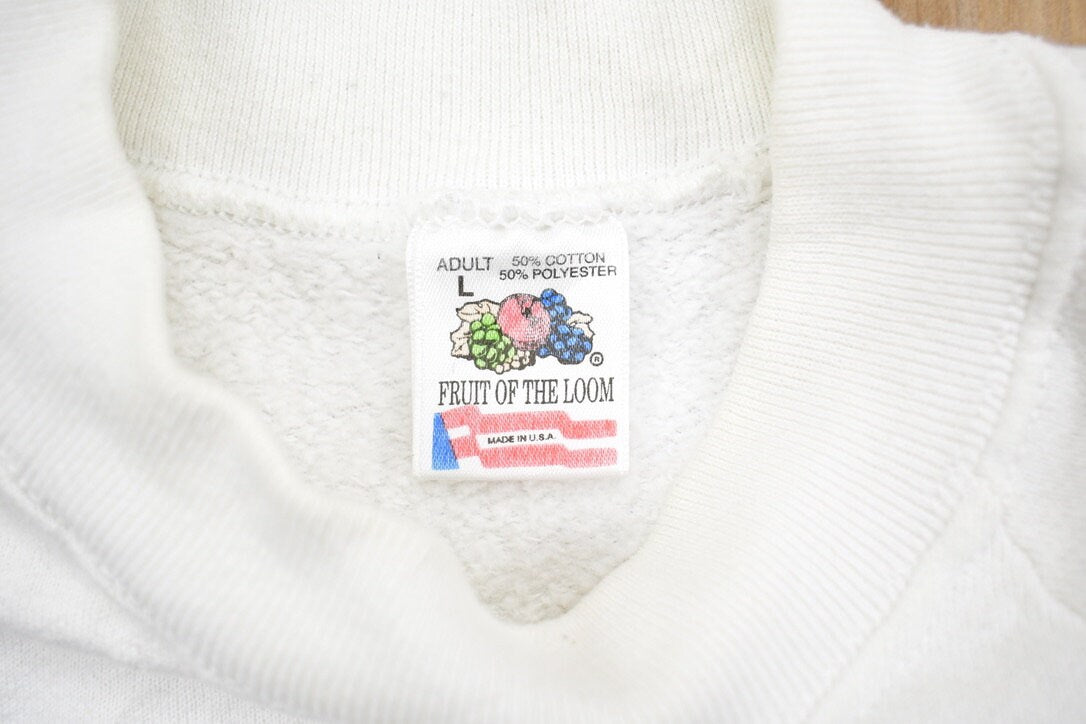 ADULT 50% COTTON
L 50% POLYESTER
®
FRUIT OF THE LOOM
MADE IN U.S.A.